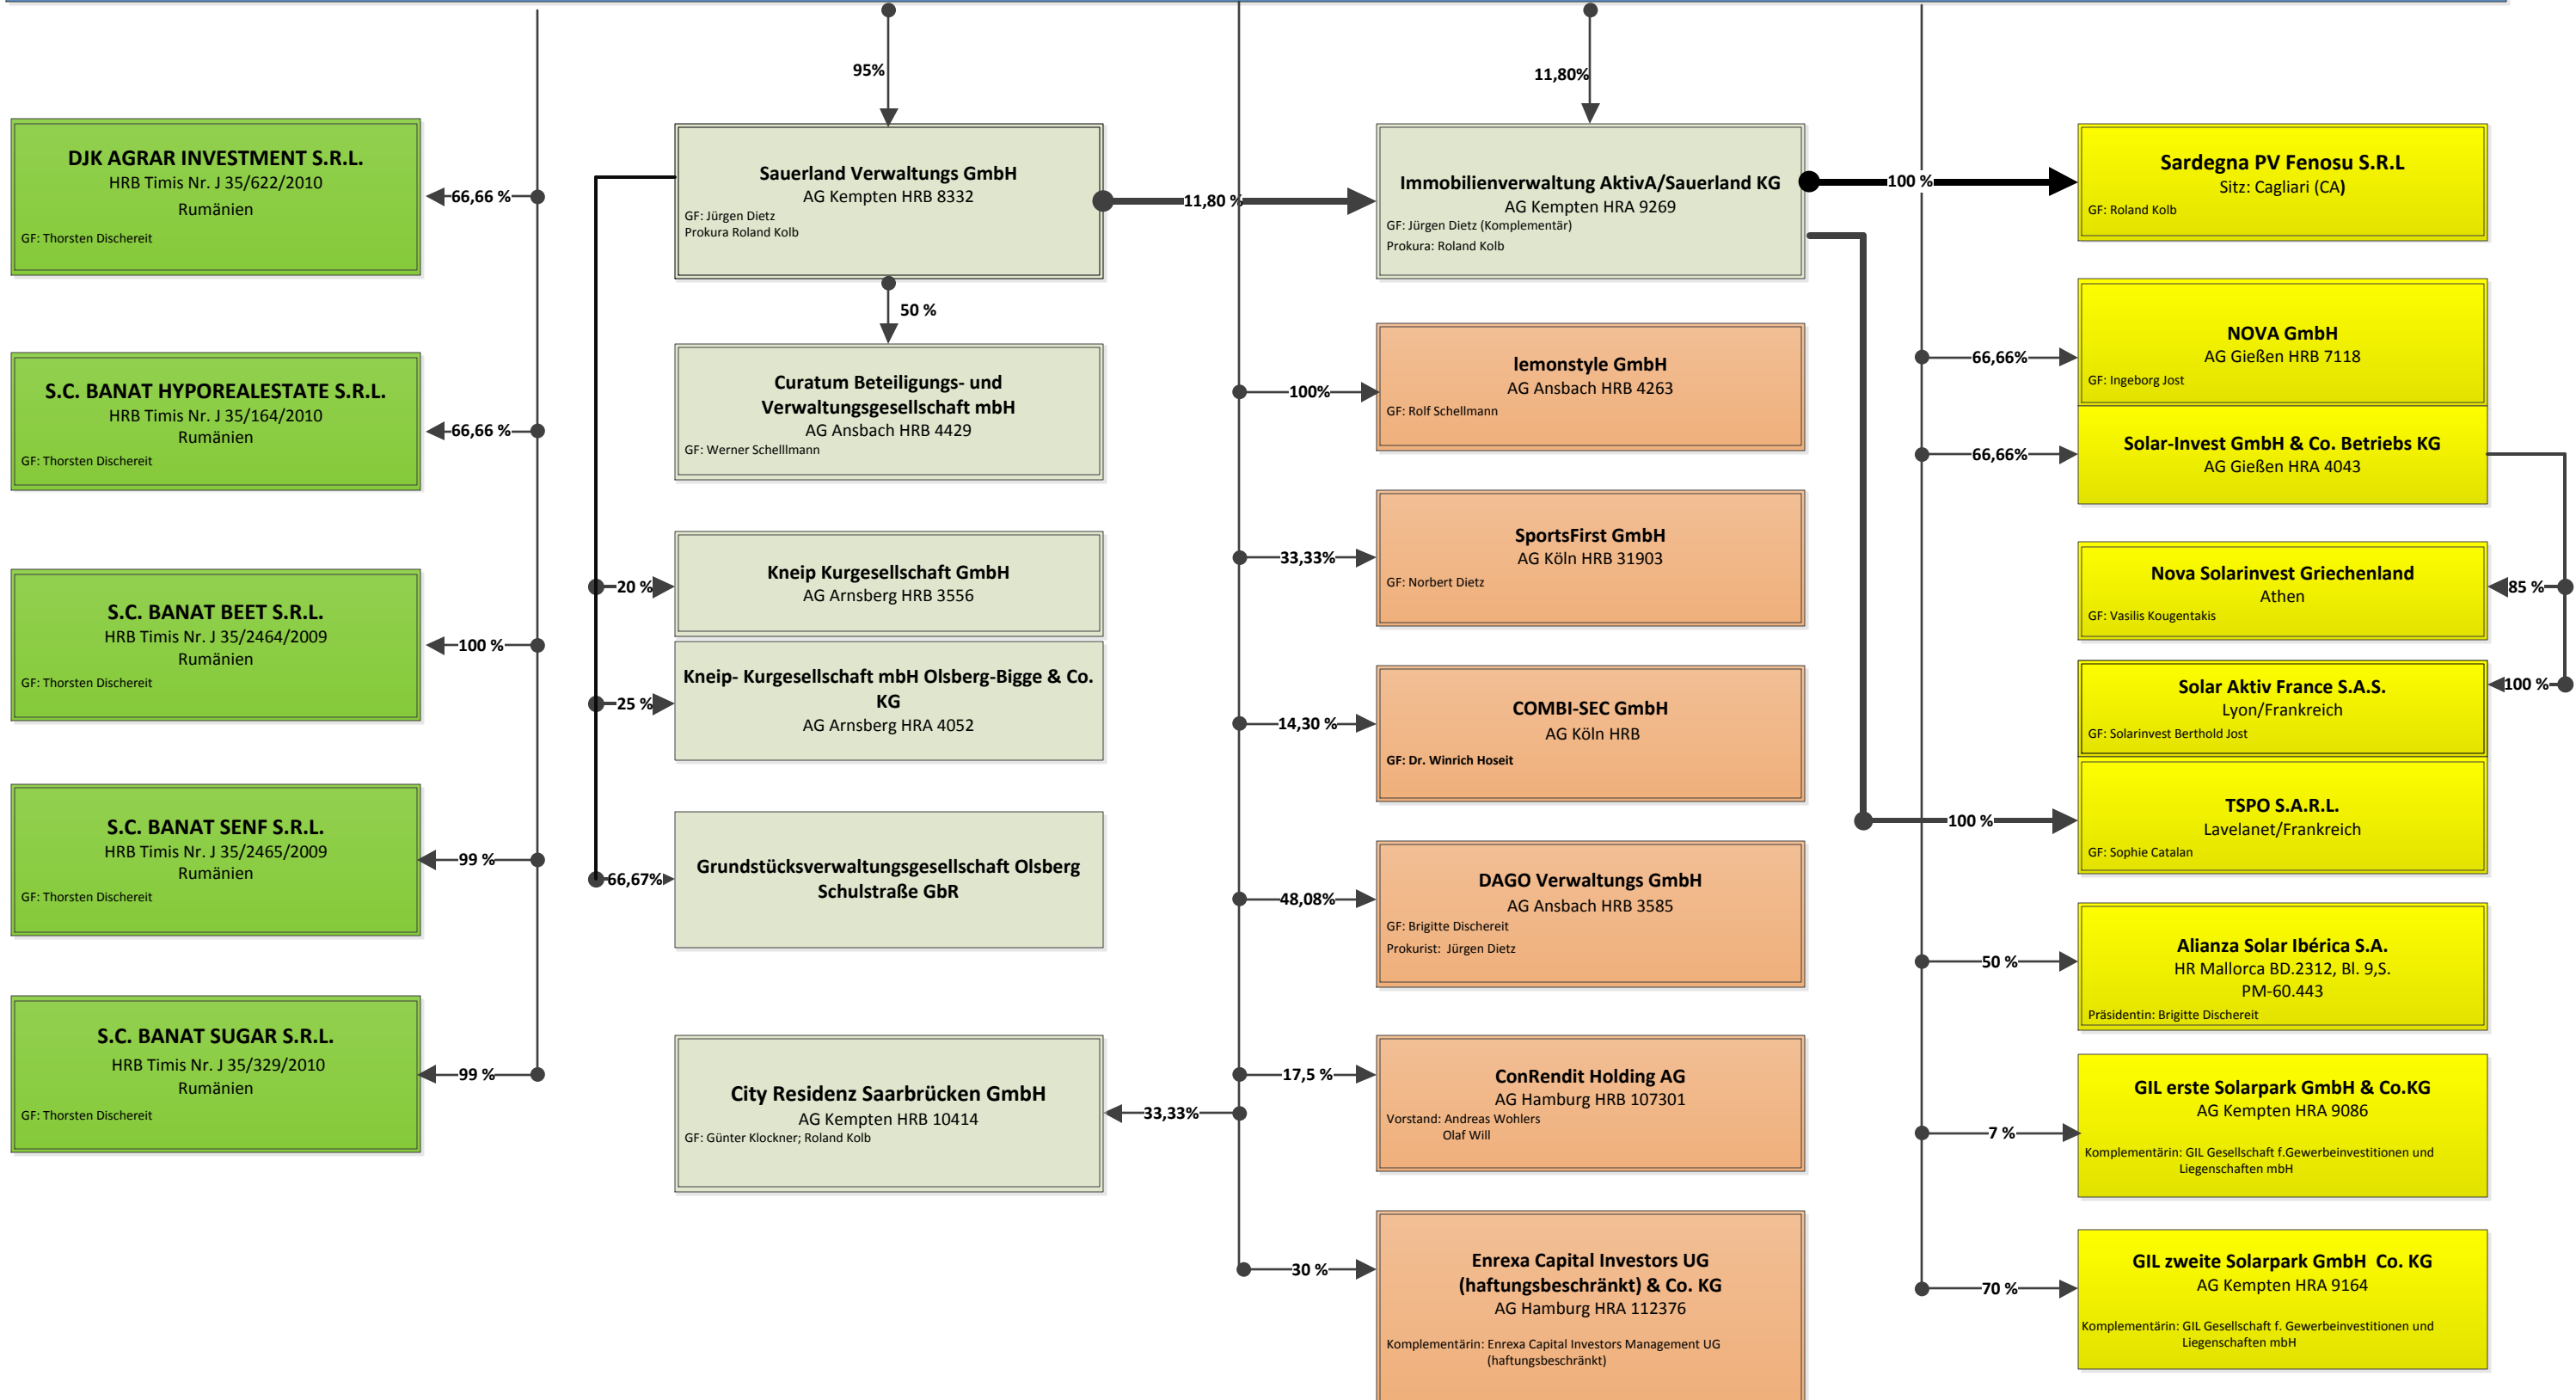 95%
11,80%
DJK AGRAR INVESTMENT S.R.L.
HRB Timis Nr. J 35/622/2010
Rumänien
GF: Thorsten Dischereit
66,66 %
S.C. BANAT HYPOREALESTATE S.R.L.
HRB Timis Nr. J 35/164/2010
Rumänien
GF: Thorsten Dischereit
66,66 %
S.C. BANAT BEET S.R.L.
HRB Timis Nr. J 35/2464/2009
Rumänien
GF: Thorsten Dischereit
100 %
S.C. BANAT SENF S.R.L.
HRB Timis Nr. J 35/2465/2009
Rumänien
GF: Thorsten Dischereit
99 %
S.C. BANAT SUGAR S.R.L.
HRB Timis Nr. J 35/329/2010
Rumänien
GF: Thorsten Dischereit
99 %
Sauerland Verwaltungs GmbH
AG Kempten HRB 8332
GF: Jürgen Dietz
Prokura Roland Kolb
11,80 %
50 %
Curatum Beteiligungs- und
Verwaltungsgesellschaft mbH
AG Ansbach HRB 4429
GF: Werner Schelllmann
20 %
Kneip Kurgesellschaft GmbH
AG Arnsberg HRB 3556
25 %
Kneip- Kurgesellschaft mbH Olsberg-Bigge & Co.
KG
AG Arnsberg HRA 4052
66,67%
Grundstücksverwaltungsgesellschaft Olsberg
Schulstraße GbR
City Residenz Saarbrücken GmbH
AG Kempten HRB 10414
GF: Günter Klockner; Roland Kolb
33,33%
Immobilienverwaltung AktivA/Sauerland KG
AG Kempten HRA 9269
GF: Jürgen Dietz (Komplementär)
Prokura: Roland Kolb
100 %
100%
lemonstyle GmbH
AG Ansbach HRB 4263
GF: Rolf Schellmann
33,33%
SportsFirst GmbH
AG Köln HRB 31903
GF: Norbert Dietz
14,30 %
COMBI-SEC GmbH
AG Köln HRB
GF: Dr. Winrich Hoseit
48,08%
DAGO Verwaltungs GmbH
AG Ansbach HRB 3585
GF: Brigitte Dischereit
Prokurist: Jürgen Dietz
17,5 %
ConRendit Holding AG
AG Hamburg HRB 107301
Vorstand: Andreas Wohlers
Olaf Will
30 %
Enrexa Capital Investors UG
(haftungsbeschränkt) & Co. KG
AG Hamburg HRA 112376
Komplementärin: Enrexa Capital Investors Management UG
(haftungsbeschränkt)
Sardegna PV Fenosu S.R.L
Sitz: Cagliari (CA)
GF: Roland Kolb
66,66%
NOVA GmbH
AG Gießen HRB 7118
GF: Ingeborg Jost
66,66%
Solar-Invest GmbH & Co. Betriebs KG
AG Gießen HRA 4043
Nova Solarinvest Griechenland
Athen
GF: Vasilis Kougentakis
85 %
Solar Aktiv France S.A.S.
Lyon/Frankreich
GF: Solarinvest Berthold Jost
100 %
100 %
TSPO S.A.R.L.
Lavelanet/Frankreich
GF: Sophie Catalan
50 %
Alianza Solar Ibérica S.A.
HR Mallorca BD.2312, Bl. 9,S.
PM-60.443
Präsidentin: Brigitte Dischereit
7 %
GIL erste Solarpark GmbH & Co.KG
AG Kempten HRA 9086
Komplementärin: GIL Gesellschaft f.Gewerbeinvestitionen und
Liegenschaften mbH
70 %
GIL zweite Solarpark GmbH Co. KG
AG Kempten HRA 9164
Komplementärin: GIL Gesellschaft f. Gewerbeinvestitionen und
Liegenschaften mbH